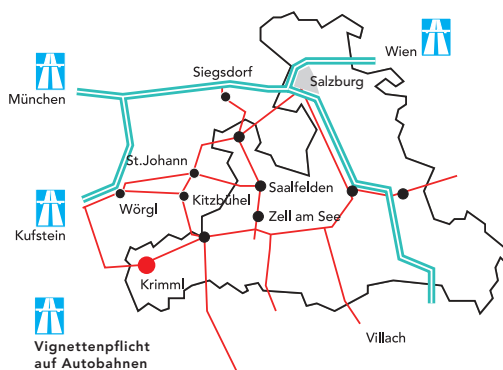 Wien
Siegsdorf
Salzburg
München
St.Johann
Saalfelden
Kitzbühel
Wörgl
Zell am See
Kufstein
Krimml
Villach
Vignettenpflicht
auf Autobahnen